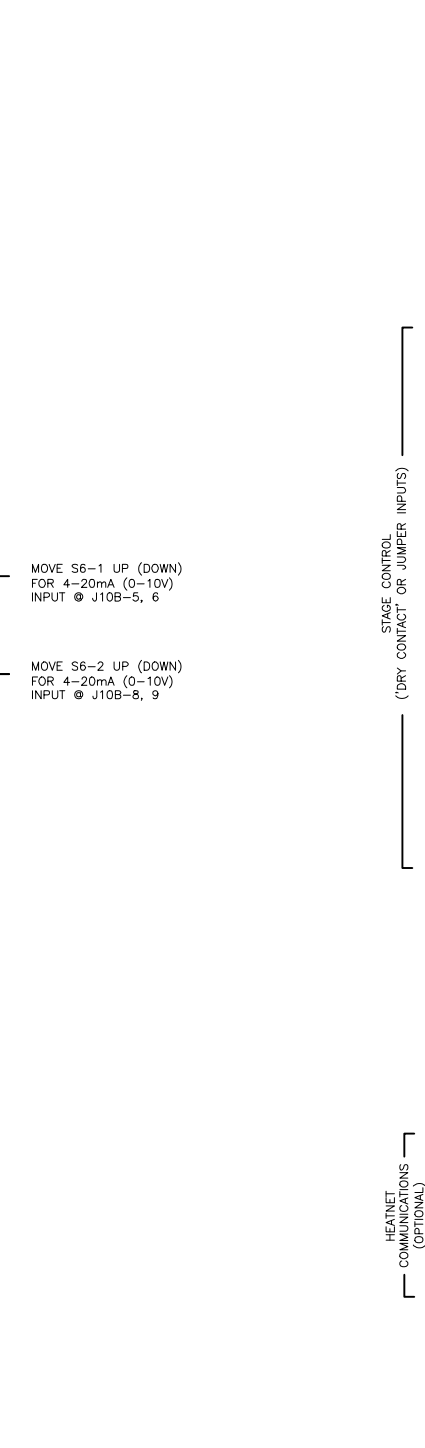 MOVE S6-1 UP (DOWN)
FOR 4-20mA (0-10V)
INPUT @ J10B-5, 6
MOVE S6-2 UP (DOWN)
FOR 4-20mA (0-10V)
INPUT @ J10B-8, 9
STAGE CONTROL
('DRY CONTACT' OR JUMPER INPUTS)
HEATNET
COMMUNICATIONS
(OPTIONAL)